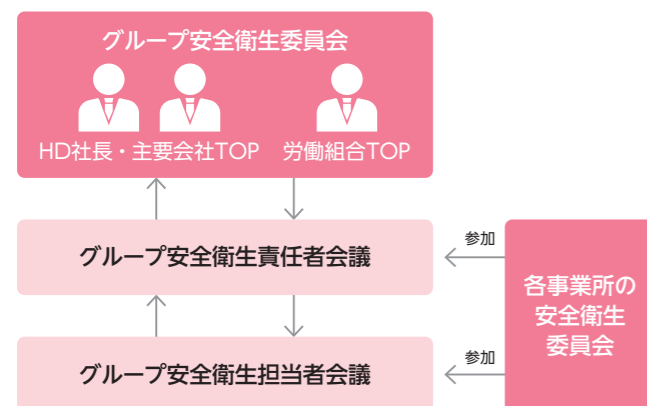 グループ安全衛生委員会
HD社長・主要会社TOP
労働組合TOP
グループ安全衛生責任者会議
参加
各事業所の
安全衛生
委員会
グループ安全衛生担当者会議
参加